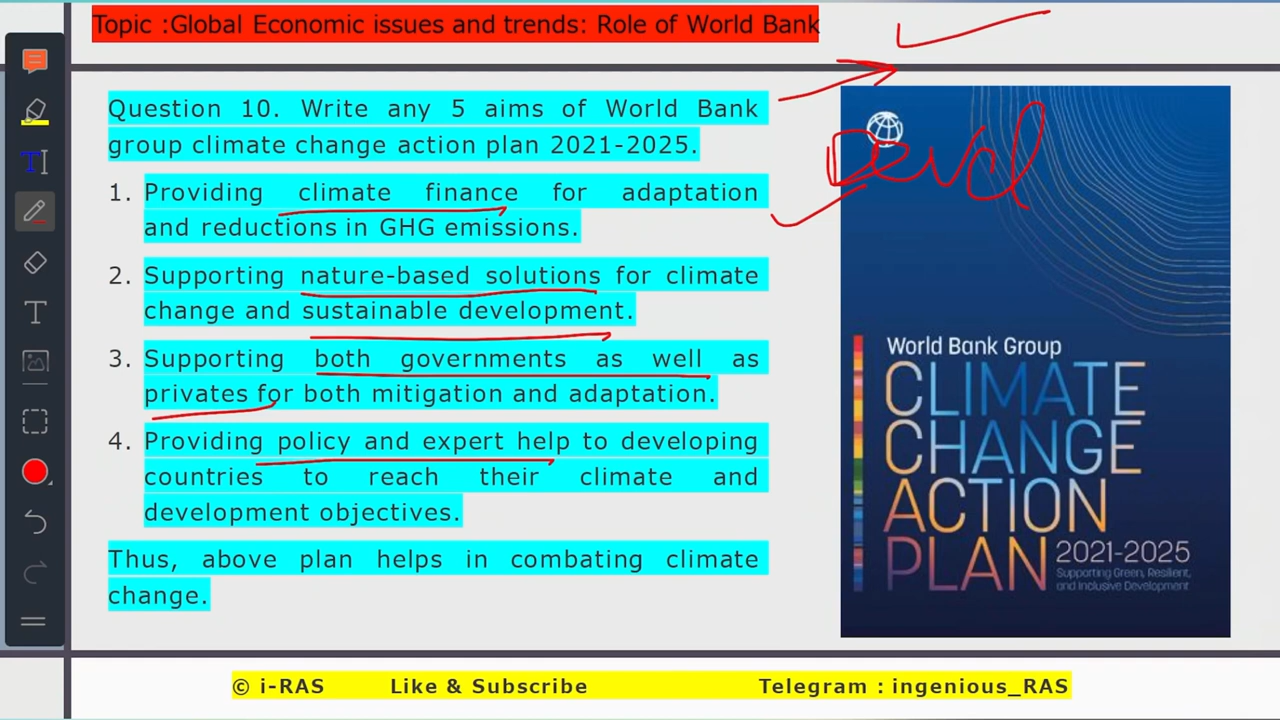 Topic :Global Economic issues and trends: Role of World Bank
Question 10. Write any 5 aims of World Bank
group climate change action plan 2021-2025.
1. Providing climate finance for adaptation
and reductions in GHG emissions.
2. Supporting nature-based solutions for climate
change and sustainable development.
3. Supporting both governments as well as
privates for both mitigation and adaptation.
4. Providing policy and expert help to developing
countries to reach their climate and
development objectives.
Thus, above plan helps in combating climate
change.
World Bank Group
CLIMATE
CHANGE
ACTION
PLAN 2021-2025
Supporting Green, Resilient,
and Inclusive Development
© i-RAS Like & Subscribe Telegram : ingenious_RAS